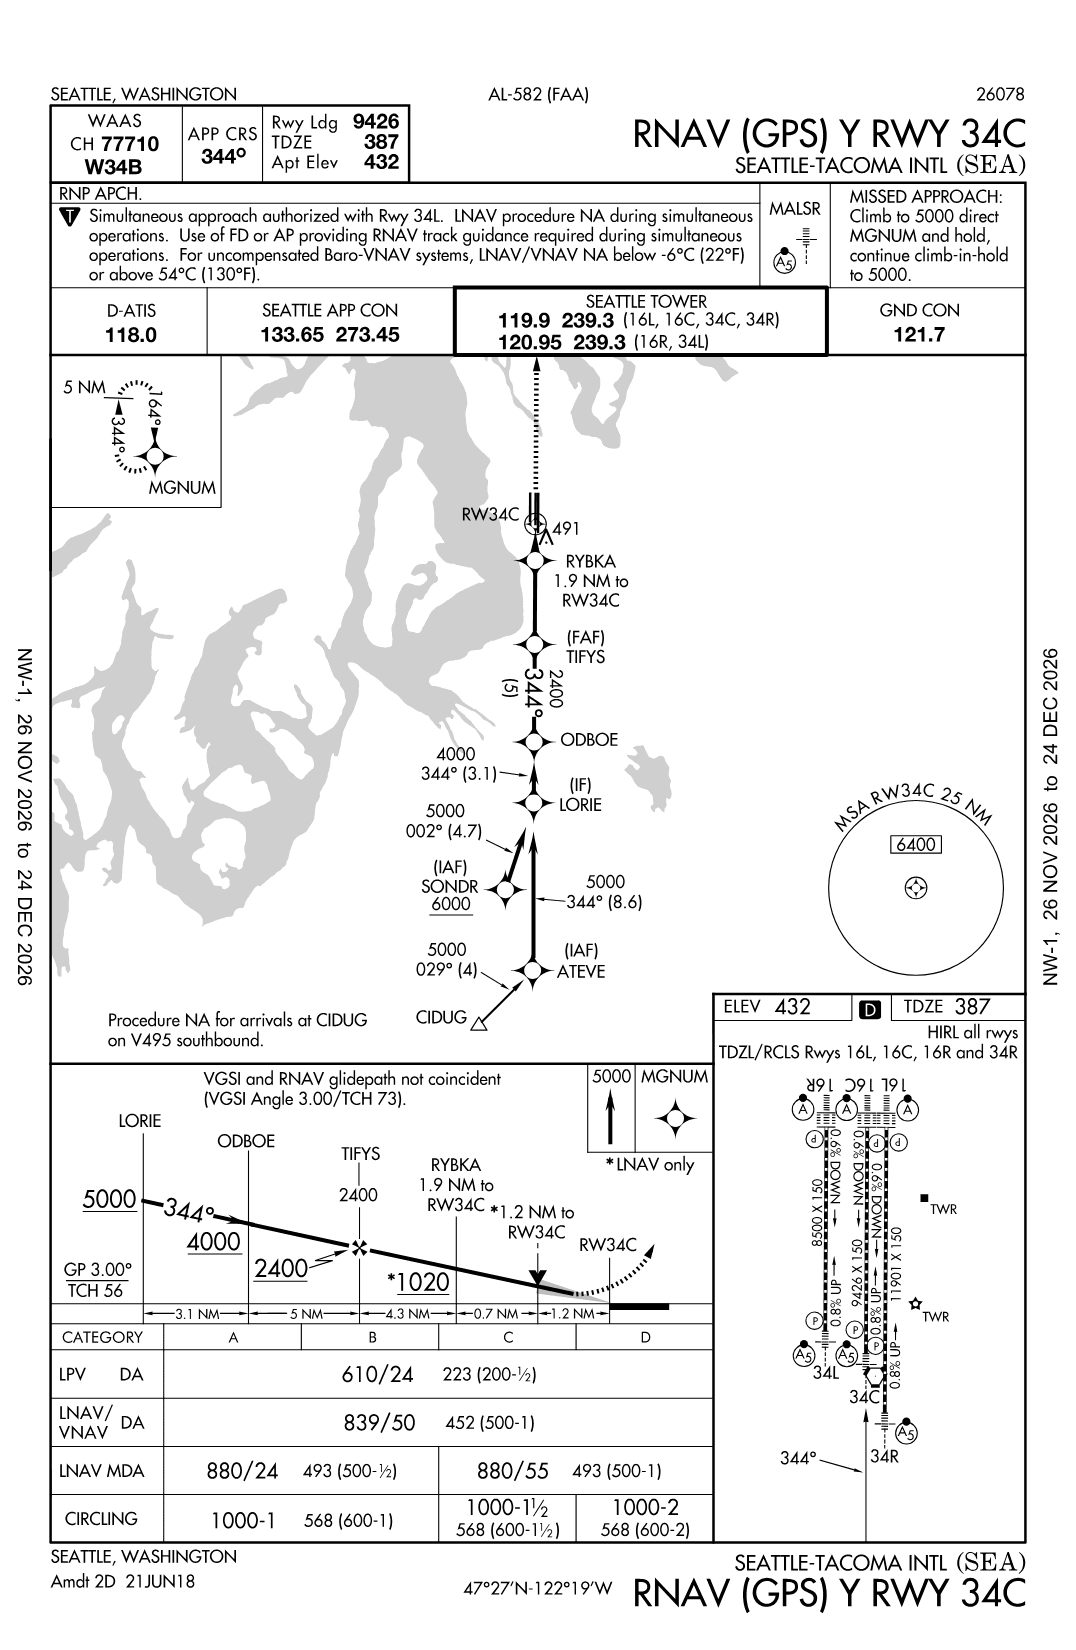 SEATTLE, WASHINGTON
AL-582 (FAA)
26078
WAAS
CH 77710
W34B
APP CRS
344°
Rwy Ldg 9426
TDZE 387
Apt Elev 432
RNAV (GPS) Y RWY 34C
SEATTLE-TACOMA INTL (SEA)
RNP APCH.
T Simultaneous approach authorized with Rwy 34L. LNAV procedure NA during simultaneous
operations. Use of FD or AP providing RNAV track guidance required during simultaneous
operations. For uncompensated Baro-VNAV systems, LNAV/VNAV NA below -6°C (22°F)
or above 54°C (130°F).
MALSR
A5
MISSED APPROACH:
Climb to 5000 direct
MGNUM and hold,
continue climb-in-hold
to 5000.
D-ATIS
118.0
SEATTLE APP CON
133.65 273.45
SEATTLE TOWER
119.9 239.3 (16L, 16C, 34C, 34R)
120.95 239.3 (16R, 34L)
GND CON
121.7
5 NM
164°
344°
MGNUM
RW34C
491
RYBKA
1.9 NM to
RW34C
(FAF)
TIFYS
2400
344°
(5)
ODBOE
4000
344° (3.1)
(IF)
LORIE
5000
002° (4.7)
(IAF)
SONDR
6000
5000
344° (8.6)
5000
029° (4)
(IAF)
ATEVE
CIDUG
Procedure NA for arrivals at CIDUG
on V495 southbound.
MSA RW34C 25 NM
6400
NW-1, 26 NOV 2026 to 24 DEC 2026
NW-1, 26 NOV 2026 to 24 DEC 2026
ELEV 432
D
TDZE 387
HIRL all rwys
TDZL/RCLS Rwys 16L, 16C, 16R and 34R
16R
16C
16L
A
A
A
P
P
P
0.6% DOWN
0.6% DOWN
0.6% DOWN
8500 X 150
9426 X 150
11901 X 150
TWR
TWR
0.8% UP
0.8% UP
0.8% UP
P
P
P
A5
A5
34L
34C
A5
34R
344°
VGSI and RNAV glidepath not coincident
(VGSI Angle 3.00/TCH 73).
5000
MGNUM
*LNAV only
LORIE
ODBOE
TIFYS
2400
RYBKA
1.9 NM to
RW34C
*1.2 NM to
RW34C
RW34C
5000
344°
4000
2400
*1020
GP 3.00°
TCH 56
3.1 NM
5 NM
4.3 NM
0.7 NM
1.2 NM
CATEGORY A B C D
LPV DA 610/24 223 (200-½)
LNAV/
VNAV DA 839/50 452 (500-1)
LNAV MDA 880/24 493 (500-½) 880/55 493 (500-1)
CIRCLING 1000-1 568 (600-1)
1000-1½
568 (600-1½)
1000-2
568 (600-2)
SEATTLE, WASHINGTON
Amdt 2D 21JUN18
47°27'N-122°19'W
SEATTLE-TACOMA INTL (SEA)
RNAV (GPS) Y RWY 34C